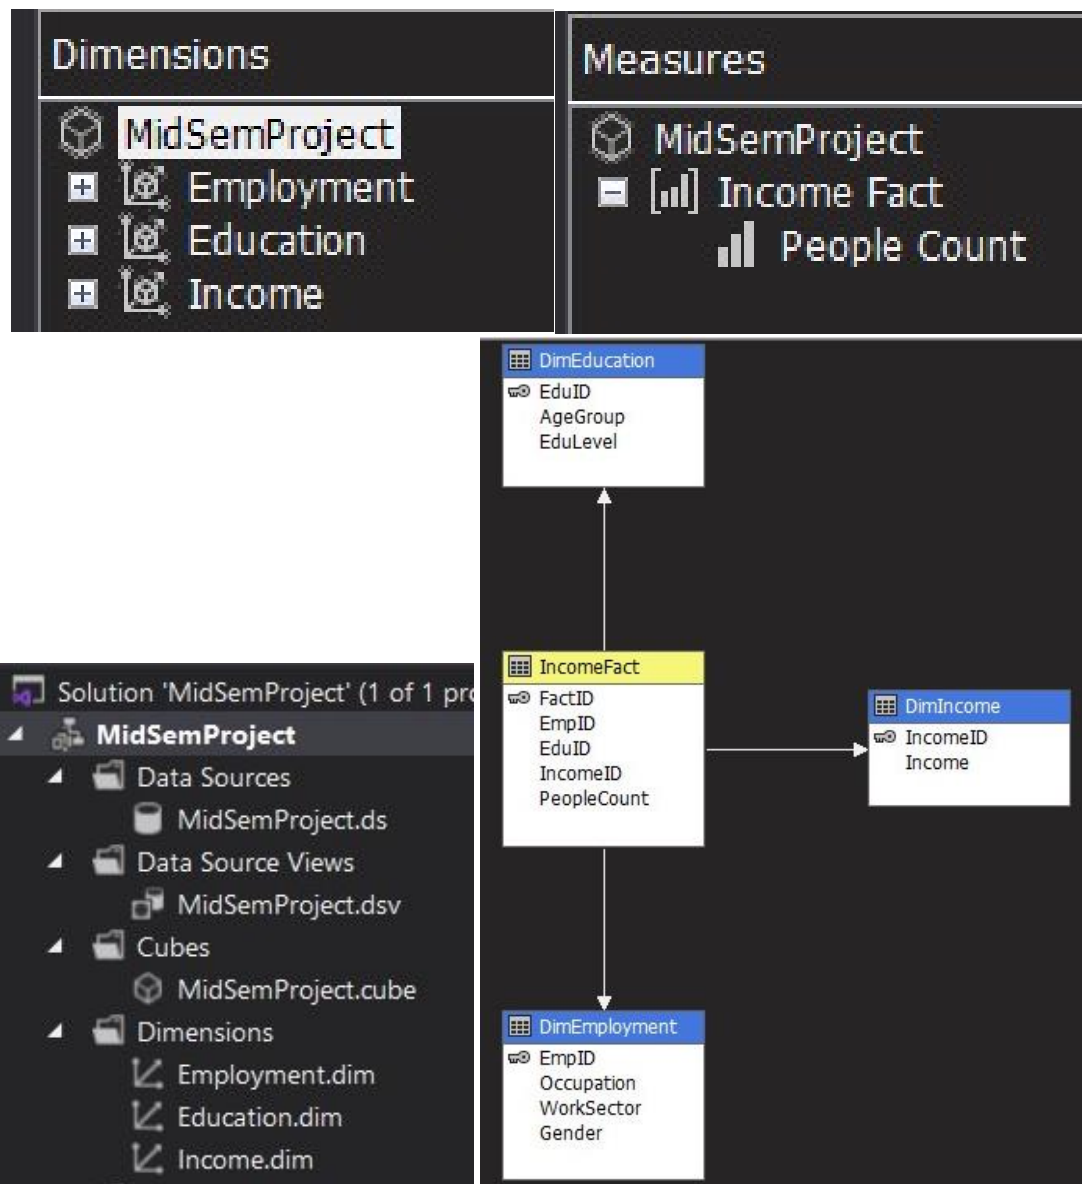 Dimensions
MidSemProject
Employment
Education
Income
Measures
MidSemProject
Income Fact
People Count
DimEducation
EduID
AgeGroup
EduLevel
IncomeFact
FactID
EmpID
EduID
IncomeID
PeopleCount
DimIncome
IncomeID
Income
DimEmployment
EmpID
Occupation
WorkSector
Gender
Solution 'MidSemProject' (1 of 1 pro
MidSemProject
Data Sources
MidSemProject.ds
Data Source Views
MidSemProject.dsv
Cubes
MidSemProject.cube
Dimensions
Employment.dim
Education.dim
Income.dim